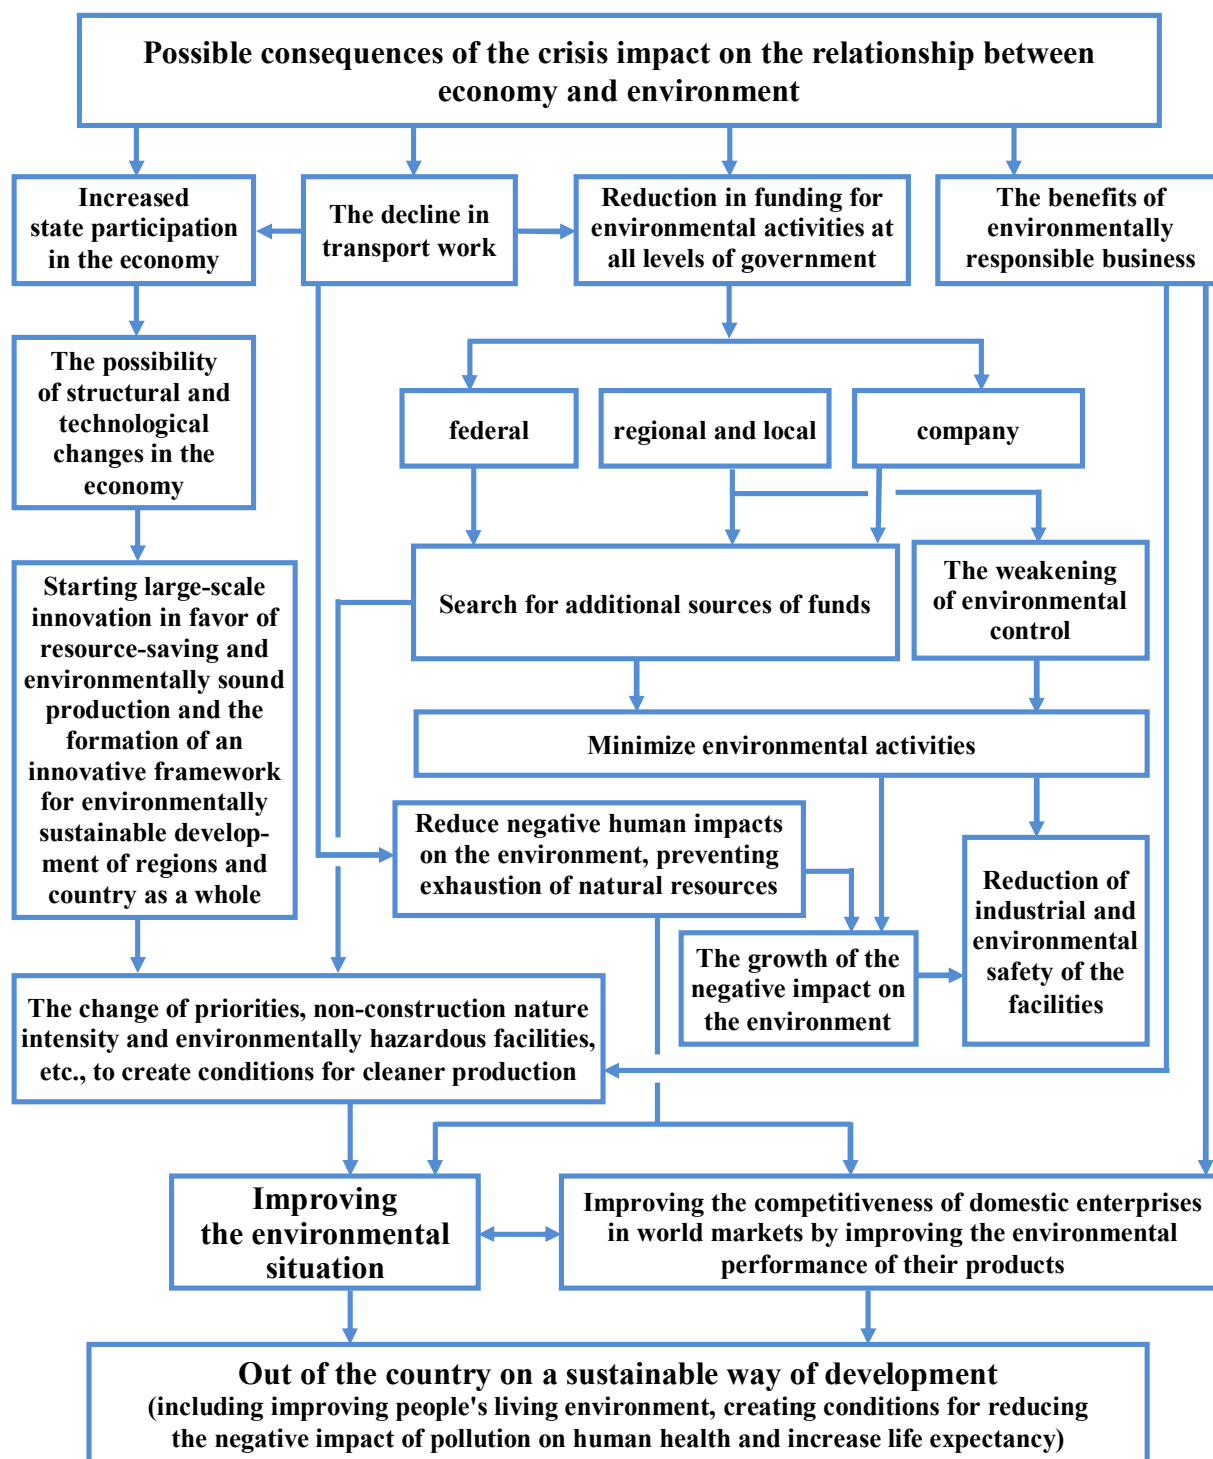 Possible consequences of the crisis impact on the relationship between
economy and environment
Increased
state participation
in the economy
The decline in
transport work
Reduction in funding for
environmental activities at
all levels of government
The benefits of
environmentally
responsible business
The possibility
of structural and
technological
changes in the
economy
federal
regional and local
company
Starting large-scale
innovation in favor of
resource-saving and
environmentally sound
production and the
formation of an
innovative framework
for environmentally
sustainable develop-
ment of regions and
country as a whole
Search for additional sources of funds
The weakening
of environmental
control
Minimize environmental activities
Reduce negative human impacts
on the environment, preventing
exhaustion of natural resources
Reduction of
industrial and
environmental
safety of the
facilities
The growth of the
negative impact on
the environment
The change of priorities, non-construction nature
intensity and environmentally hazardous facilities,
etc., to create conditions for cleaner production
Improving
the environmental
situation
Improving the competitiveness of domestic enterprises
in world markets by improving the environmental
performance of their products
Out of the country on a sustainable way of development
(including improving people's living environment, creating conditions for reducing
the negative impact of pollution on human health and increase life expectancy)